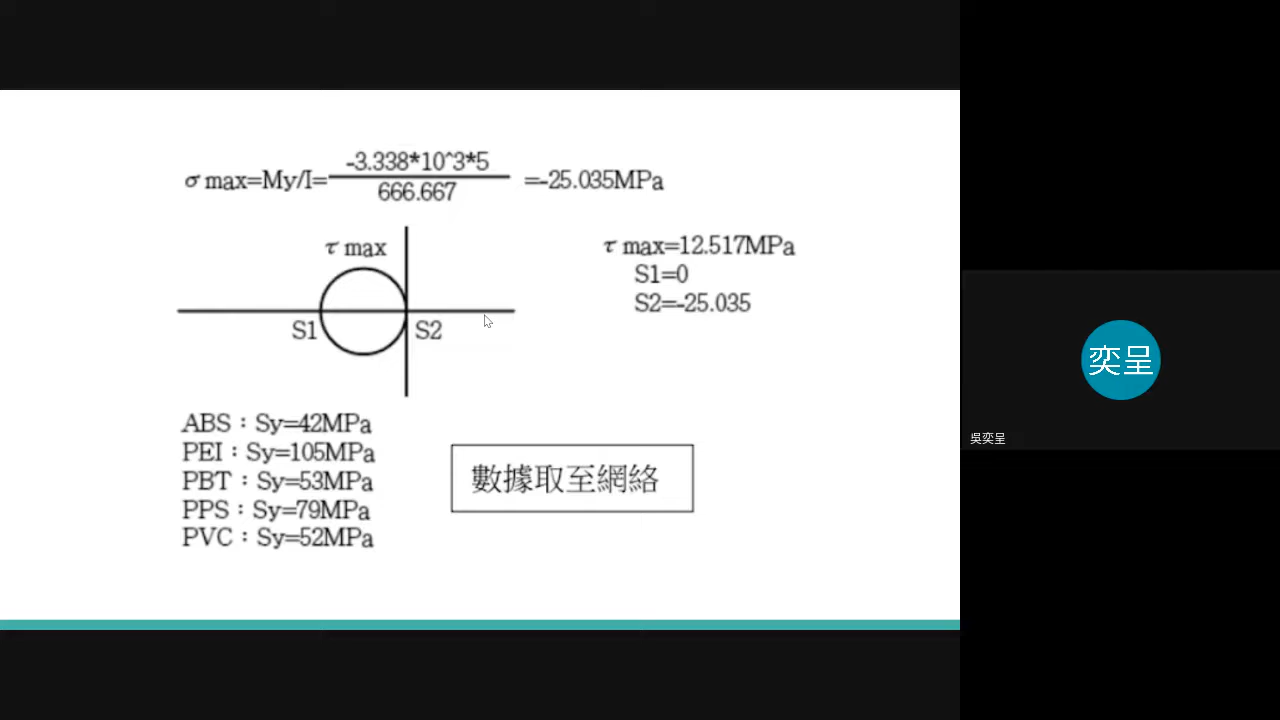 σ max=My/I= -3.338*10^3*5 / 666.667 =-25.035MPa
τ max
τ max=12.517MPa
S1=0
S2=-25.035
S1
S2
ABS：Sy=42MPa
PEI：Sy=105MPa
PBT：Sy=53MPa
PPS：Sy=79MPa
PVC：Sy=52MPa
數據取至網絡
奕呈
吳奕呈